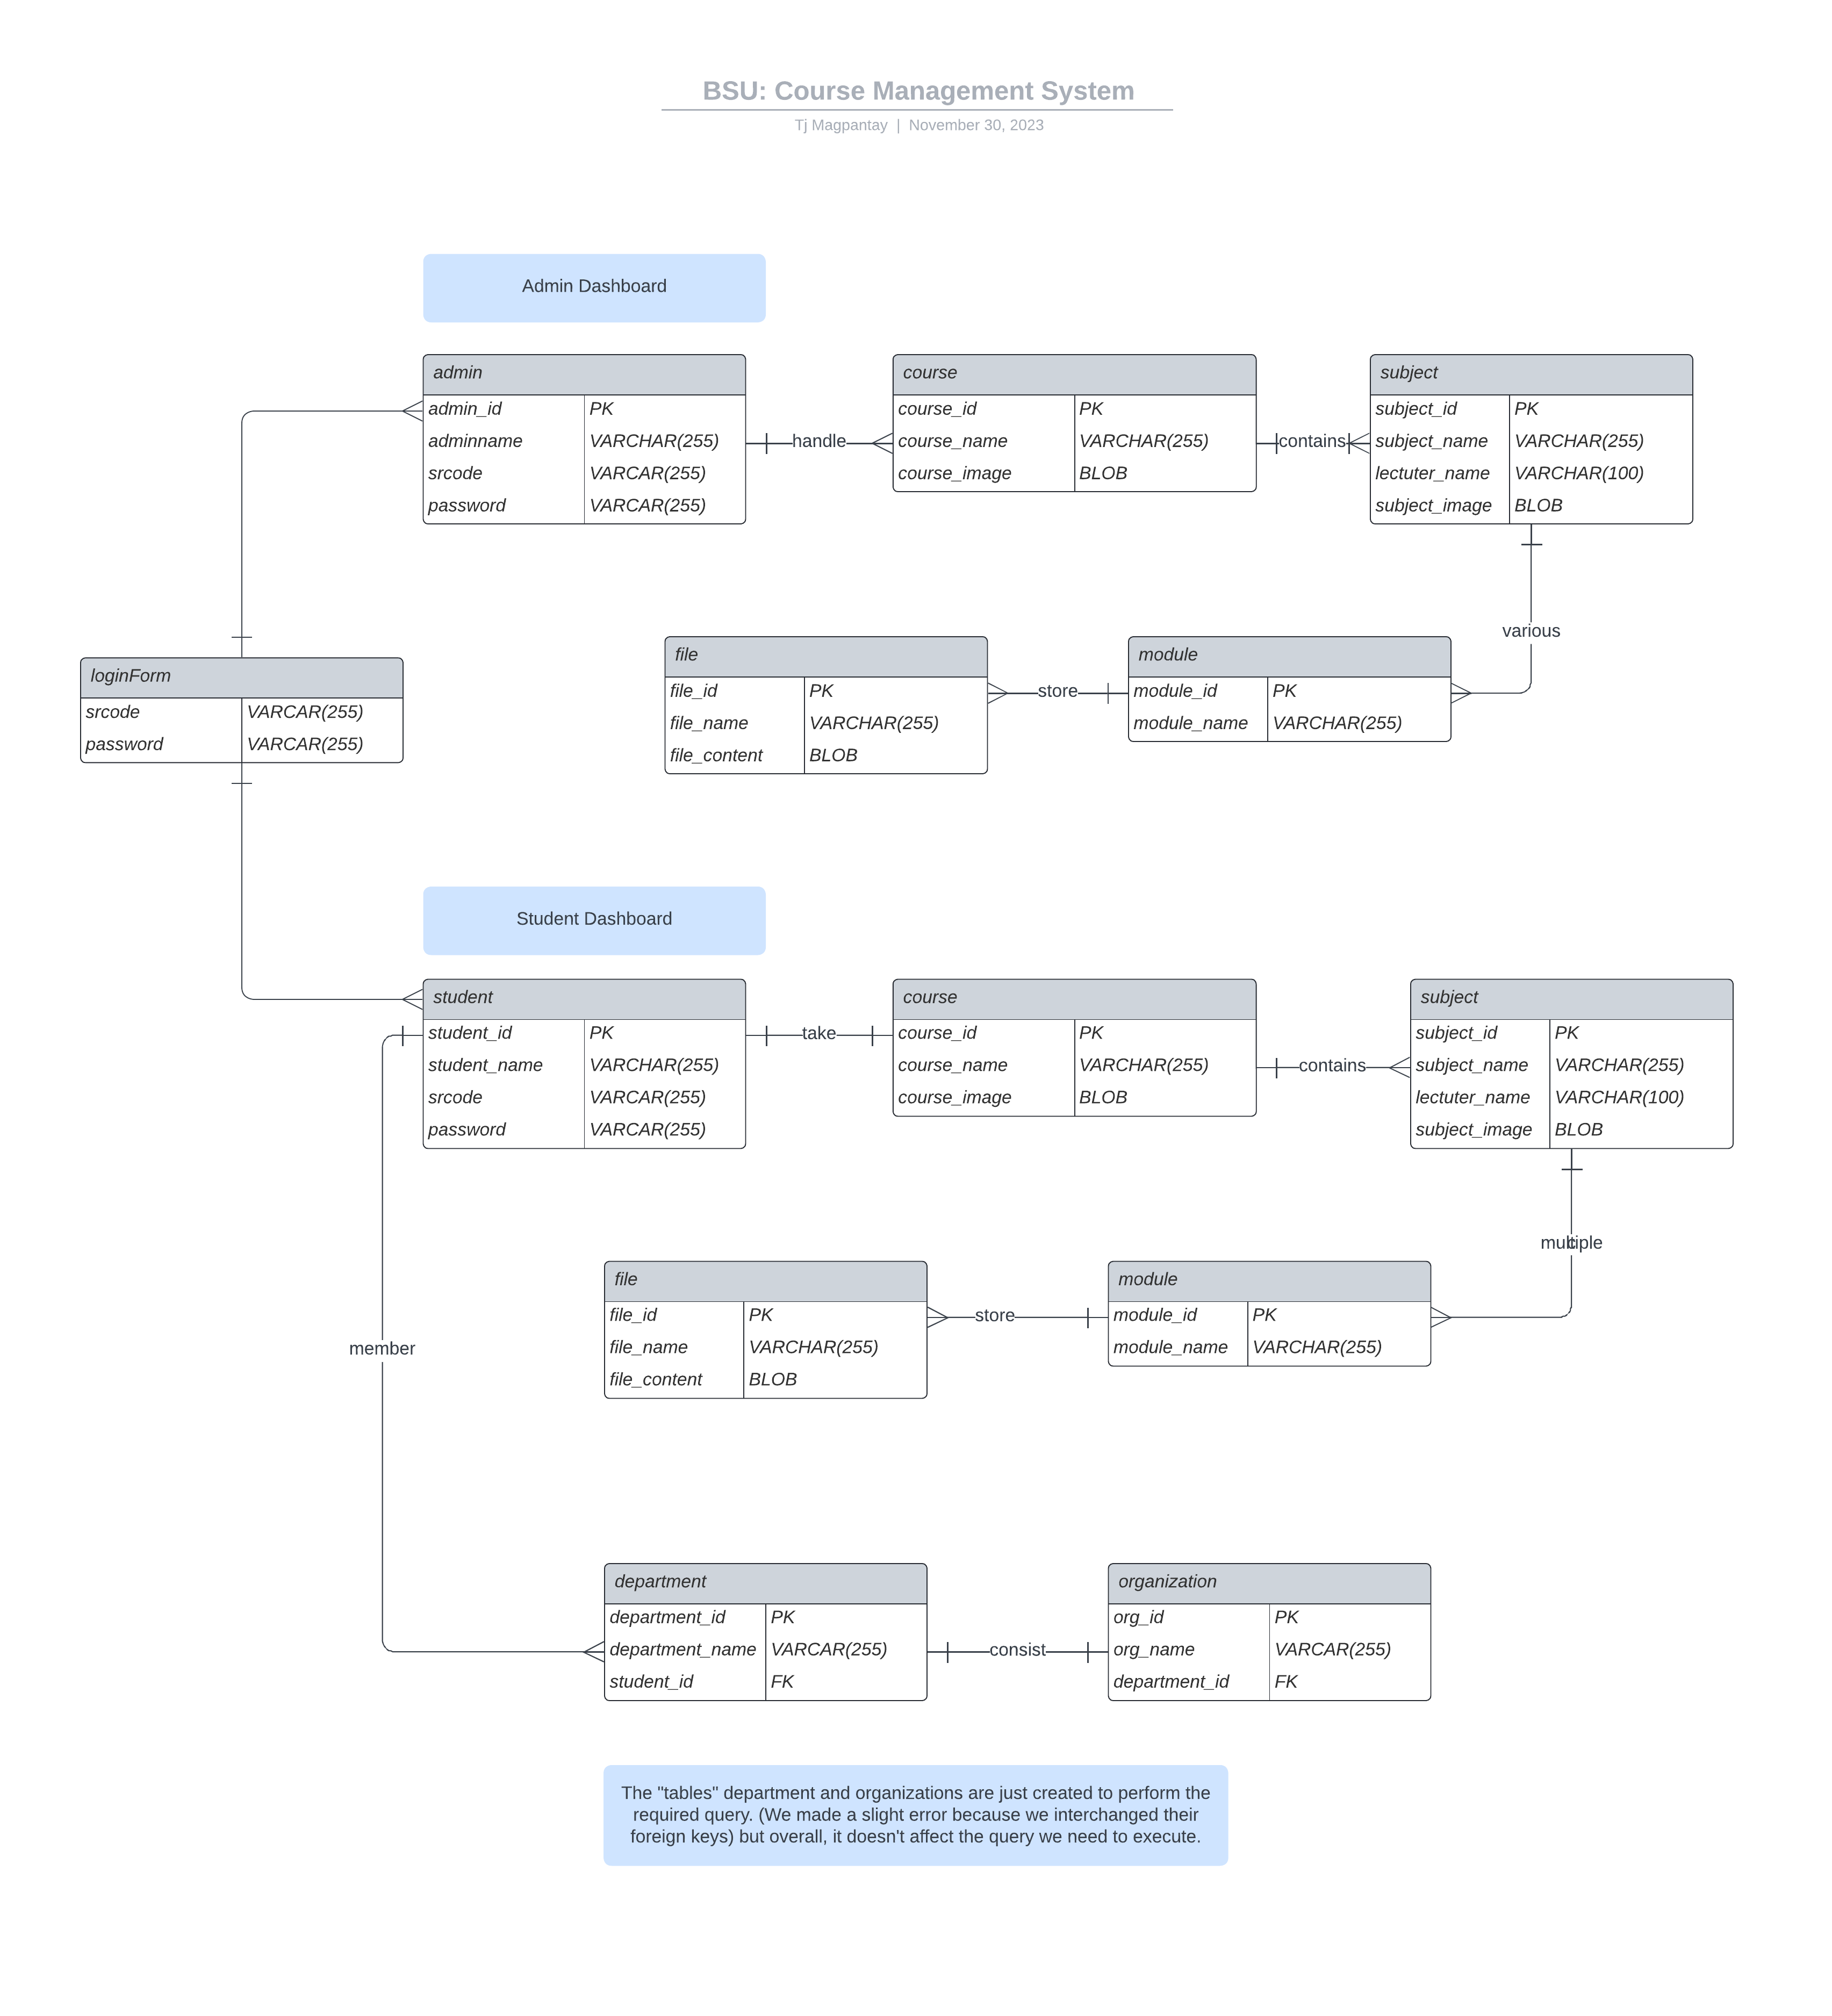 BSU: Course Management System
Tj Magpantay | November 30, 2023
Admin Dashboard
admin
admin_id PK
adminname VARCHAR(255)
srcode VARCAR(255)
password VARCAR(255)
handle
course
course_id PK
course_name VARCHAR(255)
course_image BLOB
contains
subject
subject_id PK
subject_name VARCHAR(255)
lectuter_name VARCHAR(100)
subject_image BLOB
various
loginForm
srcode VARCAR(255)
password VARCAR(255)
file
file_id PK
file_name VARCHAR(255)
file_content BLOB
store
module
module_id PK
module_name VARCHAR(255)
Student Dashboard
student
student_id PK
student_name VARCHAR(255)
srcode VARCAR(255)
password VARCAR(255)
take
course
course_id PK
course_name VARCHAR(255)
course_image BLOB
contains
subject
subject_id PK
subject_name VARCHAR(255)
lectuter_name VARCHAR(100)
subject_image BLOB
file
file_id PK
file_name VARCHAR(255)
file_content BLOB
store
module
module_id PK
module_name VARCHAR(255)
member
department
department_id PK
department_name VARCAR(255)
student_id FK
consist
organization
org_id PK
org_name VARCAR(255)
department_id FK
The "tables" department and organizations are just created to perform the
required query. (We made a slight error because we interchanged their
foreign keys) but overall, it doesn't affect the query we need to execute.